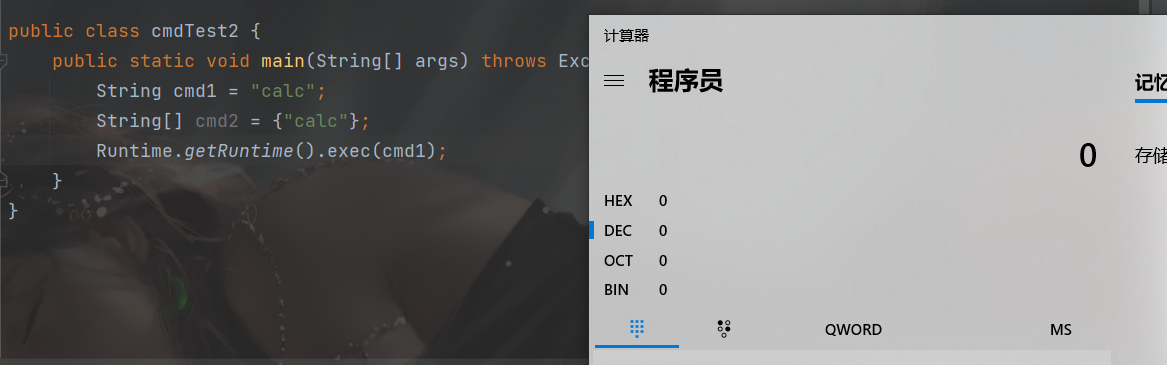 public class cmdTest2 {
public static void main(String[] args) throws Exc
String cmd1 = "calc";
String[] cmd2 = {"calc"};
Runtime.getRuntime().exec(cmd1);
}
}
计算器
程序员
记忆
0
存储
HEX 0
DEC 0
OCT 0
BIN 0
QWORD
MS